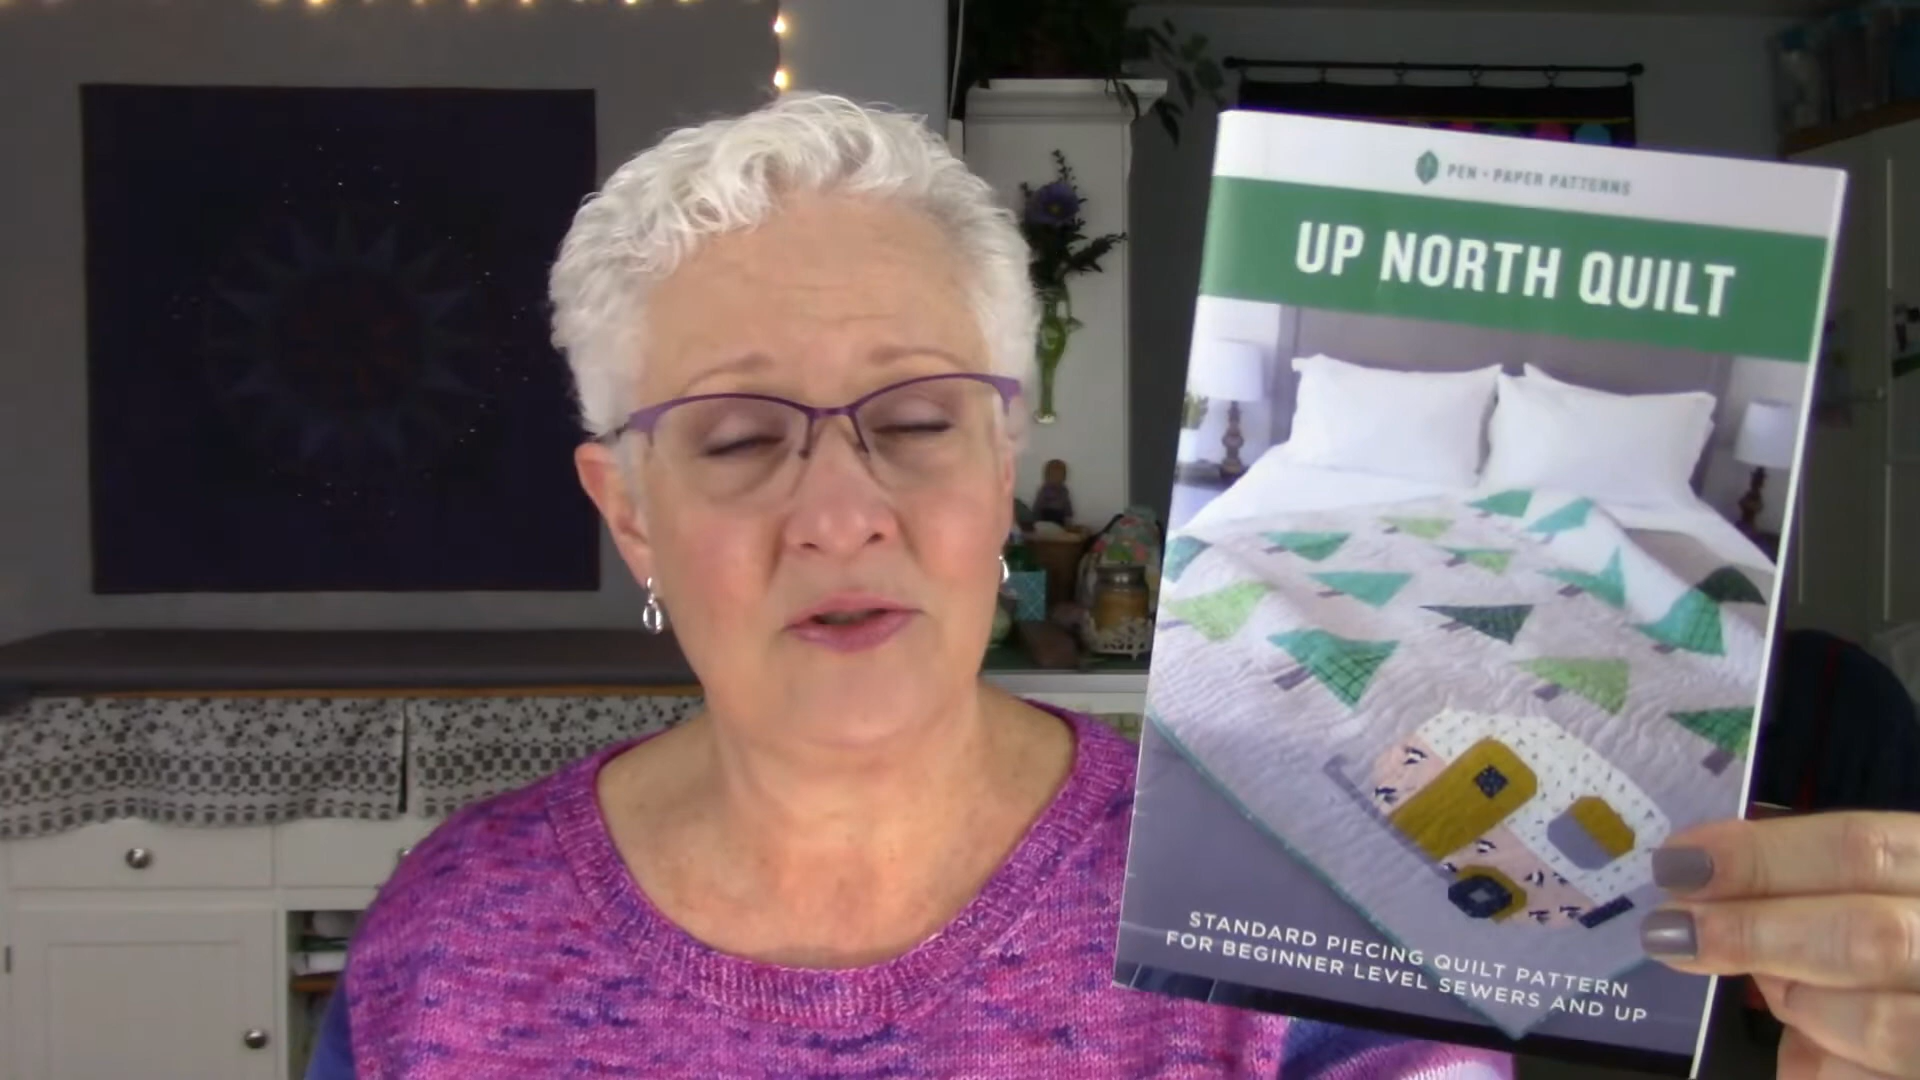 PEN + PAPER PATTERNS
UP NORTH QUILT
STANDARD PIECING QUILT PATTERN
FOR BEGINNER LEVEL SEWERS AND UP